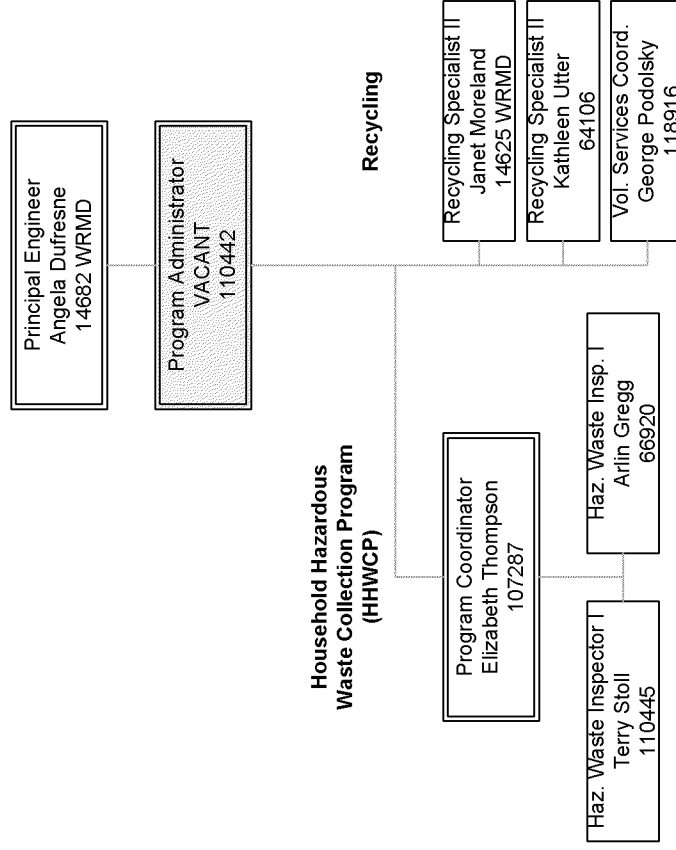 Principal Engineer
Angela Dufresne
14682 WRMD
Program Administrator
VACANT
110442
Household Hazardous
Waste Collection Program
(HHWCP)
Recycling
Program Coordinator
Elizabeth Thompson
107287
Recycling Specialist II
Janet Moreland
14625 WRMD
Recycling Specialist II
Kathleen Utter
64106
Vol. Services Coord.
George Podolsky
118916
Haz. Waste Inspector I
Terry Stoll
110445
Haz. Waste Insp. I
Arlin Gregg
66920